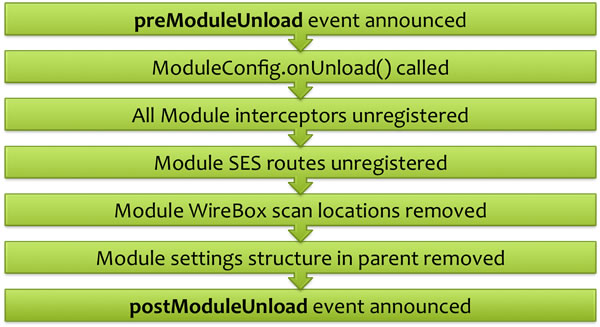 preModuleUnload event announced
ModuleConfig.onUnload() called
All Module interceptors unregistered
Module SES routes unregistered
Module WireBox scan locations removed
Module settings structure in parent removed
postModuleUnload event announced